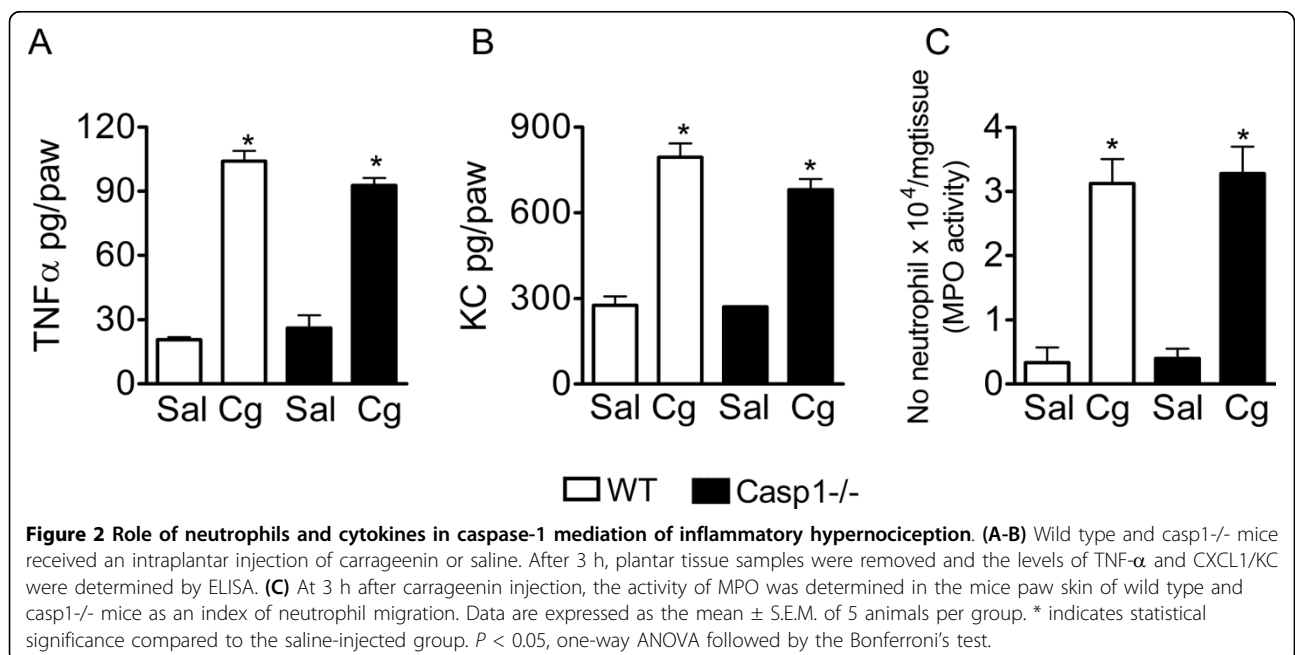 A
B
C
TNFα pg/paw
120
90
60
30
0
*
*
Sal Cg Sal Cg
KC pg/paw
900
600
300
0
*
*
Sal Cg Sal Cg
No neutrophil x 10^4/mgtissue
(MPO activity)
4
3
2
1
0
*
*
Sal Cg Sal Cg
WT Casp1-/-
Figure 2 Role of neutrophils and cytokines in caspase-1 mediation of inflammatory hypernociception. (A-B) Wild type and casp1-/- mice
received an intraplantar injection of carrageenin or saline. After 3 h, plantar tissue samples were removed and the levels of TNF-α and CXCL1/KC
were determined by ELISA. (C) At 3 h after carrageenin injection, the activity of MPO was determined in the mice paw skin of wild type and
casp1-/- mice as an index of neutrophil migration. Data are expressed as the mean ± S.E.M. of 5 animals per group. * indicates statistical
significance compared to the saline-injected group. P < 0.05, one-way ANOVA followed by the Bonferroni's test.